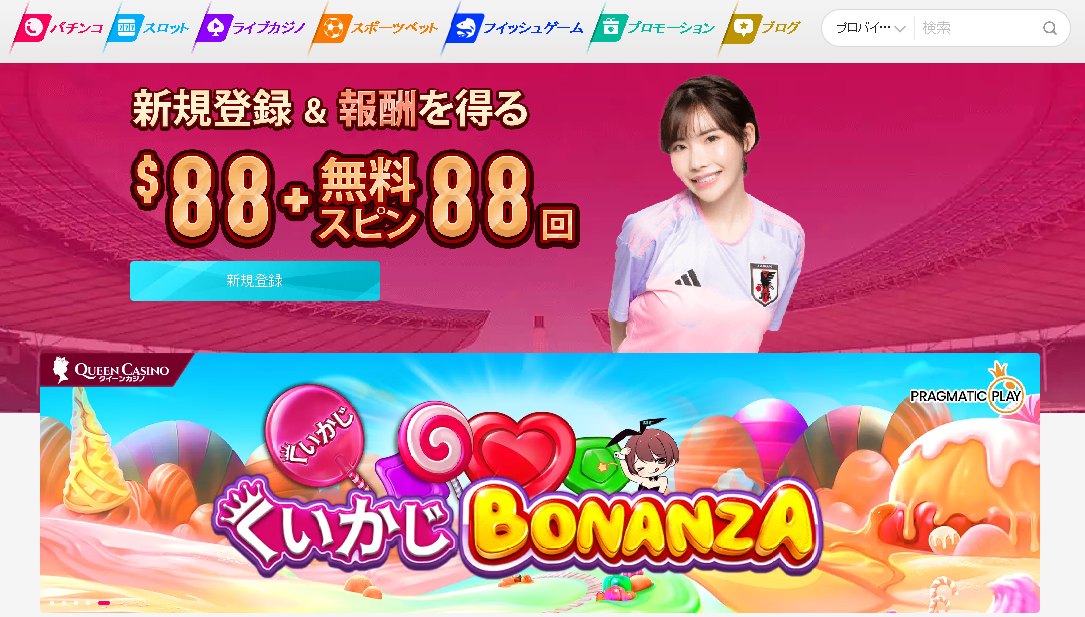 パチンコ
スロット
ライブカジノ
スポーツベット
フィッシュゲーム
プロモーション
ブログ
プロバイ…
検索
新規登録 & 報酬を得る
$88+無料スピン88回
新規登録
QUEEN CASINO
クイーンカジノ
PRAGMATIC PLAY
くいかじ
くいかじ BONANZA